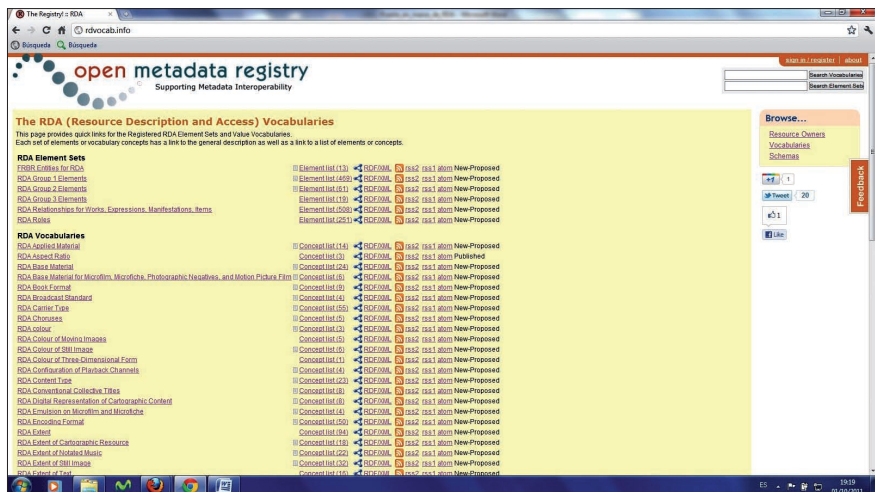 The Registry! :: RDA
rdvocab.info
Búsqueda Búsqueda
sign in / register about
open metadata registry
Supporting Metadata Interoperability
Search Vocabularies
Search Element Sets
The RDA (Resource Description and Access) Vocabularies
This page provides quick links for the Registered RDA Element Sets and Value Vocabularies.
Each set of elements or vocabulary concepts has a link to the general description as well as a link to a list of elements or concepts.
RDA Element Sets
FRBR Entities for RDA Element list (13) RDF/XML rss2 rss1 atom New-Proposed
RDA Group 1 Elements Element list (469) RDF/XML rss2 rss1 atom New-Proposed
RDA Group 2 Elements Element list (61) RDF/XML rss2 rss1 atom New-Proposed
RDA Group 3 Elements Element list (19) RDF/XML rss2 rss1 atom New-Proposed
RDA Relationships for Works, Expressions, Manifestations, Items Element list (508) RDF/XML rss2 rss1 atom New-Proposed
RDA Roles Element list (251) RDF/XML rss2 rss1 atom New-Proposed
RDA Vocabularies
RDA Applied Material Concept list (14) RDF/XML rss2 rss1 atom New-Proposed
RDA Aspect Ratio Concept list (3) RDF/XML rss2 rss1 atom Published
RDA Base Material Concept list (24) RDF/XML rss2 rss1 atom New-Proposed
RDA Base Material for Microfilm, Microfiche, Photographic Negatives, and Motion Picture Film Concept list (6) RDF/XML rss2 rss1 atom New-Proposed
RDA Book Format Concept list (9) RDF/XML rss2 rss1 atom New-Proposed
RDA Broadcast Standard Concept list (4) RDF/XML rss2 rss1 atom New-Proposed
RDA Carrier Type Concept list (55) RDF/XML rss2 rss1 atom New-Proposed
RDA Choruses Concept list (5) RDF/XML rss2 rss1 atom New-Proposed
RDA colour Concept list (3) RDF/XML rss2 rss1 atom New-Proposed
RDA Colour of Moving Images Concept list (5) RDF/XML rss2 rss1 atom New-Proposed
RDA Colour of Still Image Concept list (6) RDF/XML rss2 rss1 atom New-Proposed
RDA Colour of Three-Dimensional Form Concept list (1) RDF/XML rss2 rss1 atom New-Proposed
RDA Configuration of Playback Channels Concept list (4) RDF/XML rss2 rss1 atom New-Proposed
RDA Content Type Concept list (23) RDF/XML rss2 rss1 atom New-Proposed
RDA Conventional Collective Titles Concept list (8) RDF/XML rss2 rss1 atom New-Proposed
RDA Digital Representation of Cartographic Content Concept list (8) RDF/XML rss2 rss1 atom New-Proposed
RDA Emulsion on Microfilm and Microfiche Concept list (4) RDF/XML rss2 rss1 atom New-Proposed
RDA Encoding Format Concept list (50) RDF/XML rss2 rss1 atom New-Proposed
RDA Extent Concept list (94) RDF/XML rss2 rss1 atom New-Proposed
RDA Extent of Cartographic Resource Concept list (18) RDF/XML rss2 rss1 atom New-Proposed
RDA Extent of Notated Music Concept list (22) RDF/XML rss2 rss1 atom New-Proposed
RDA Extent of Still Image Concept list (32) RDF/XML rss2 rss1 atom New-Proposed
RDA Extent of Text Concept list (16) RDF/XML rss2 rss1 atom New-Proposed
Browse...
Resource Owners
Vocabularies
Schemas
+1 1
Tweet 20
1
Like
Feedback
ES 19:19
01/10/2011